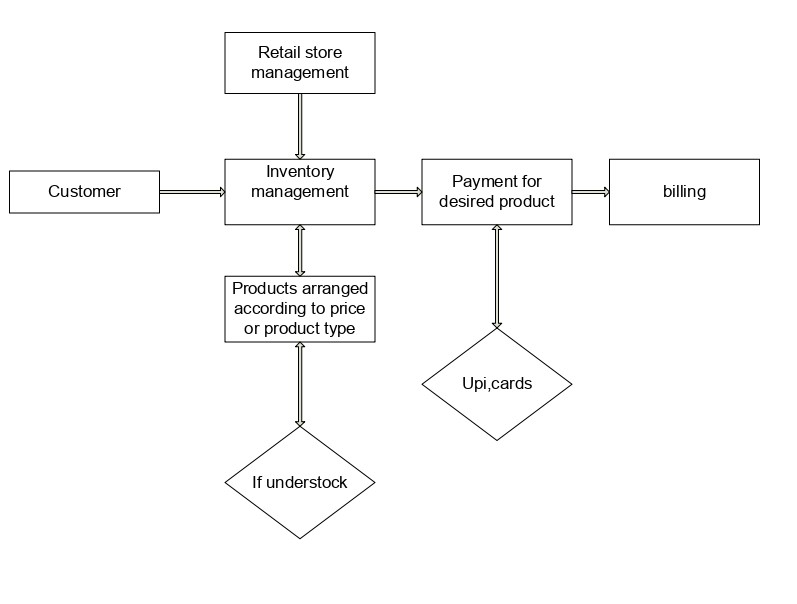 Retail store
management
Customer
Inventory
management
Payment for
desired product
billing
Products arranged
according to price
or product type
Upi,cards
If understock